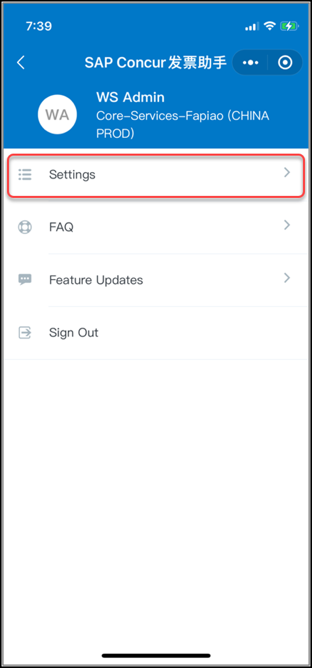 7:39
SAP Concur发票助手
WA
WS Admin
Core-Services-Fapiao (CHINA
PROD)
Settings
FAQ
Feature Updates
Sign Out